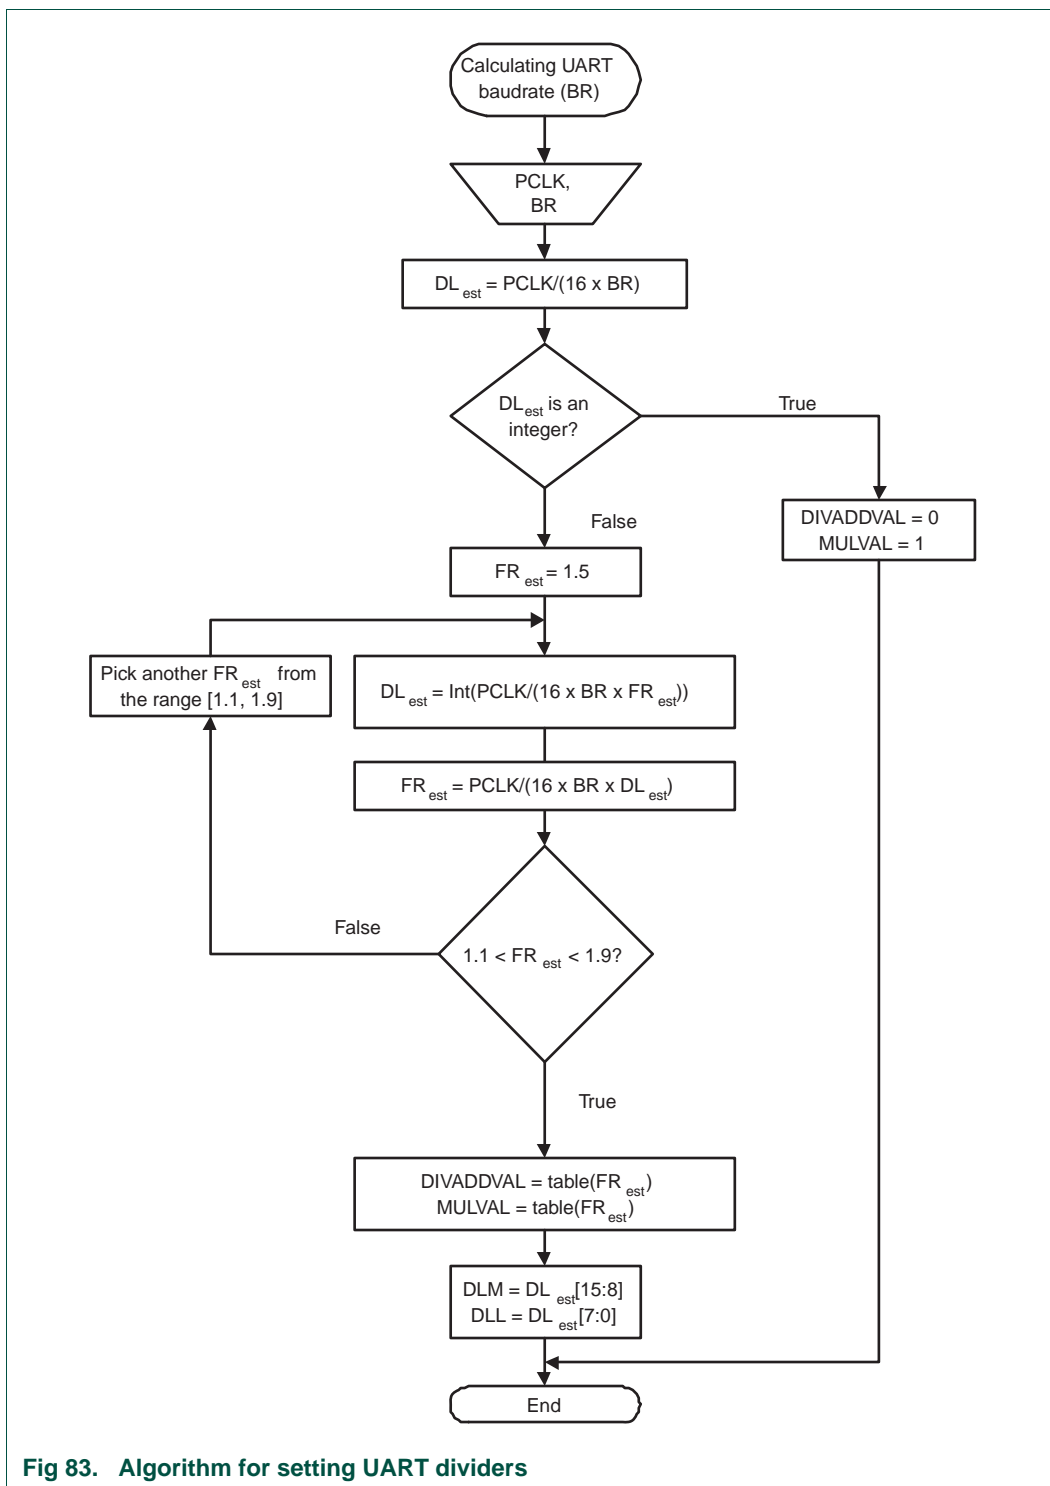 Calculating UART
baudrate (BR)
PCLK,
BR
DL est = PCLK/(16 x BR)
DL est is an
integer?
True
False
DIVADDVAL = 0
MULVAL = 1
FR est = 1.5
Pick another FR est from
the range [1.1, 1.9]
DL est = Int(PCLK/(16 x BR x FR est))
FR est = PCLK/(16 x BR x DL est)
False
1.1 < FR est < 1.9?
True
DIVADDVAL = table(FR est)
MULVAL = table(FR est)
DLM = DL est[15:8]
DLL = DL est[7:0]
End
Fig 83. Algorithm for setting UART dividers